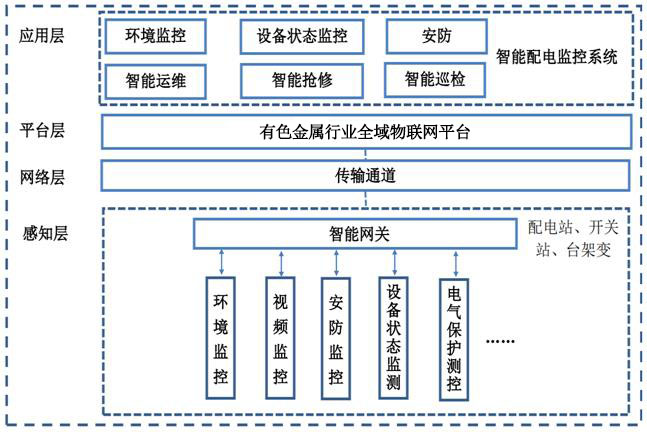 应用层
环境监控
设备状态监控
安防
智能运维
智能抢修
智能巡检
智能配电监控系统
平台层
有色金属行业全域物联网平台
网络层
传输通道
感知层
智能网关
配电站、开关
站、台架变
环境监控
视频监控
安防监控
设备状态监测
电气保护测控
……